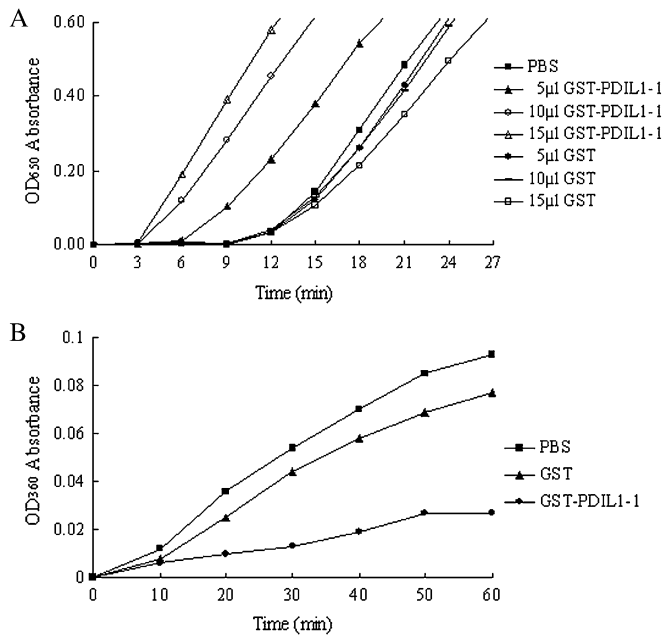 A
OD650 Absorbance
0.60
0.40
0.20
0.00
0 3 6 9 12 15 18 21 24 27
Time (min)
PBS
5μl GST-PDIL1-1
10μl GST-PDIL1-1
15μl GST-PDIL1-1
5μl GST
10μl GST
15μl GST
B
OD360 Absorbance
0.1
0.08
0.06
0.04
0.02
0
0 10 20 30 40 50 60
Time (min)
PBS
GST
GST-PDIL1-1